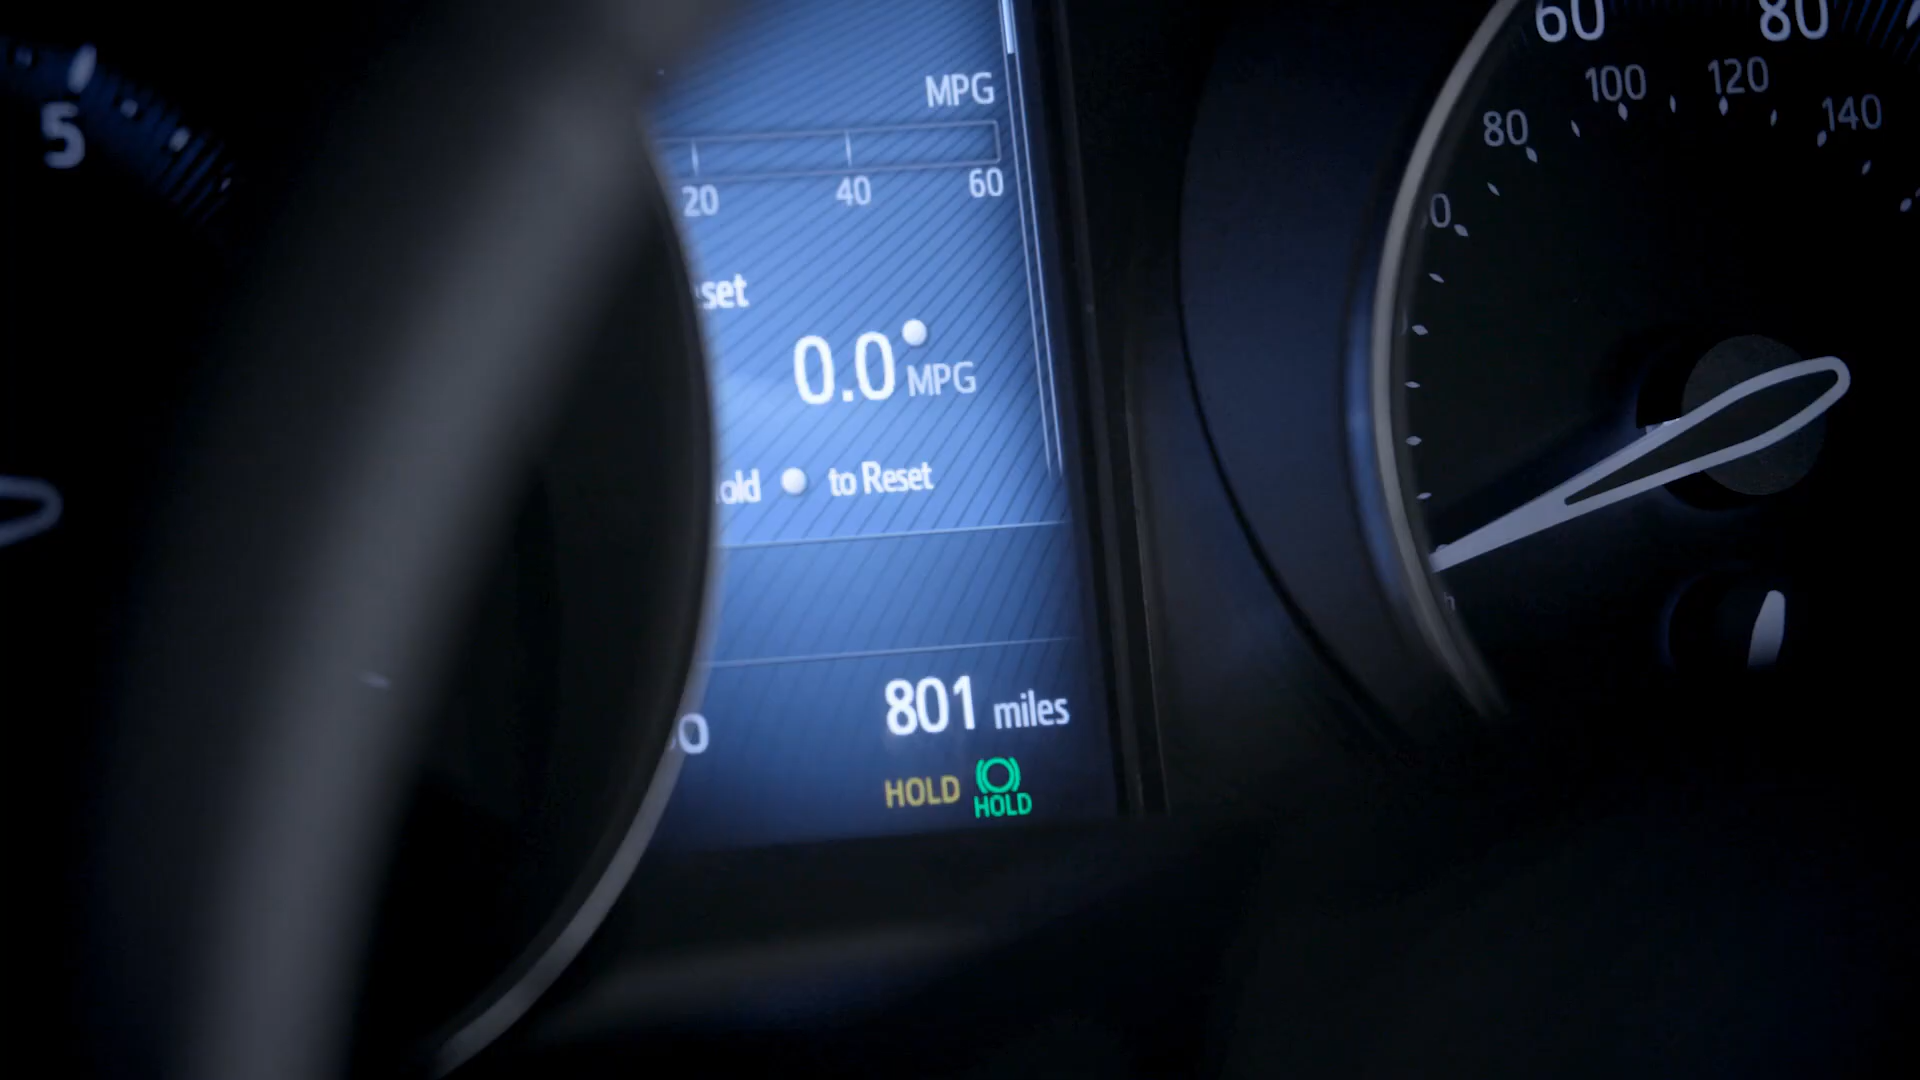 5
MPG
20 40 60
set
0.0 MPG
old to Reset
801 miles
HOLD HOLD
60 80
80 100 120 140